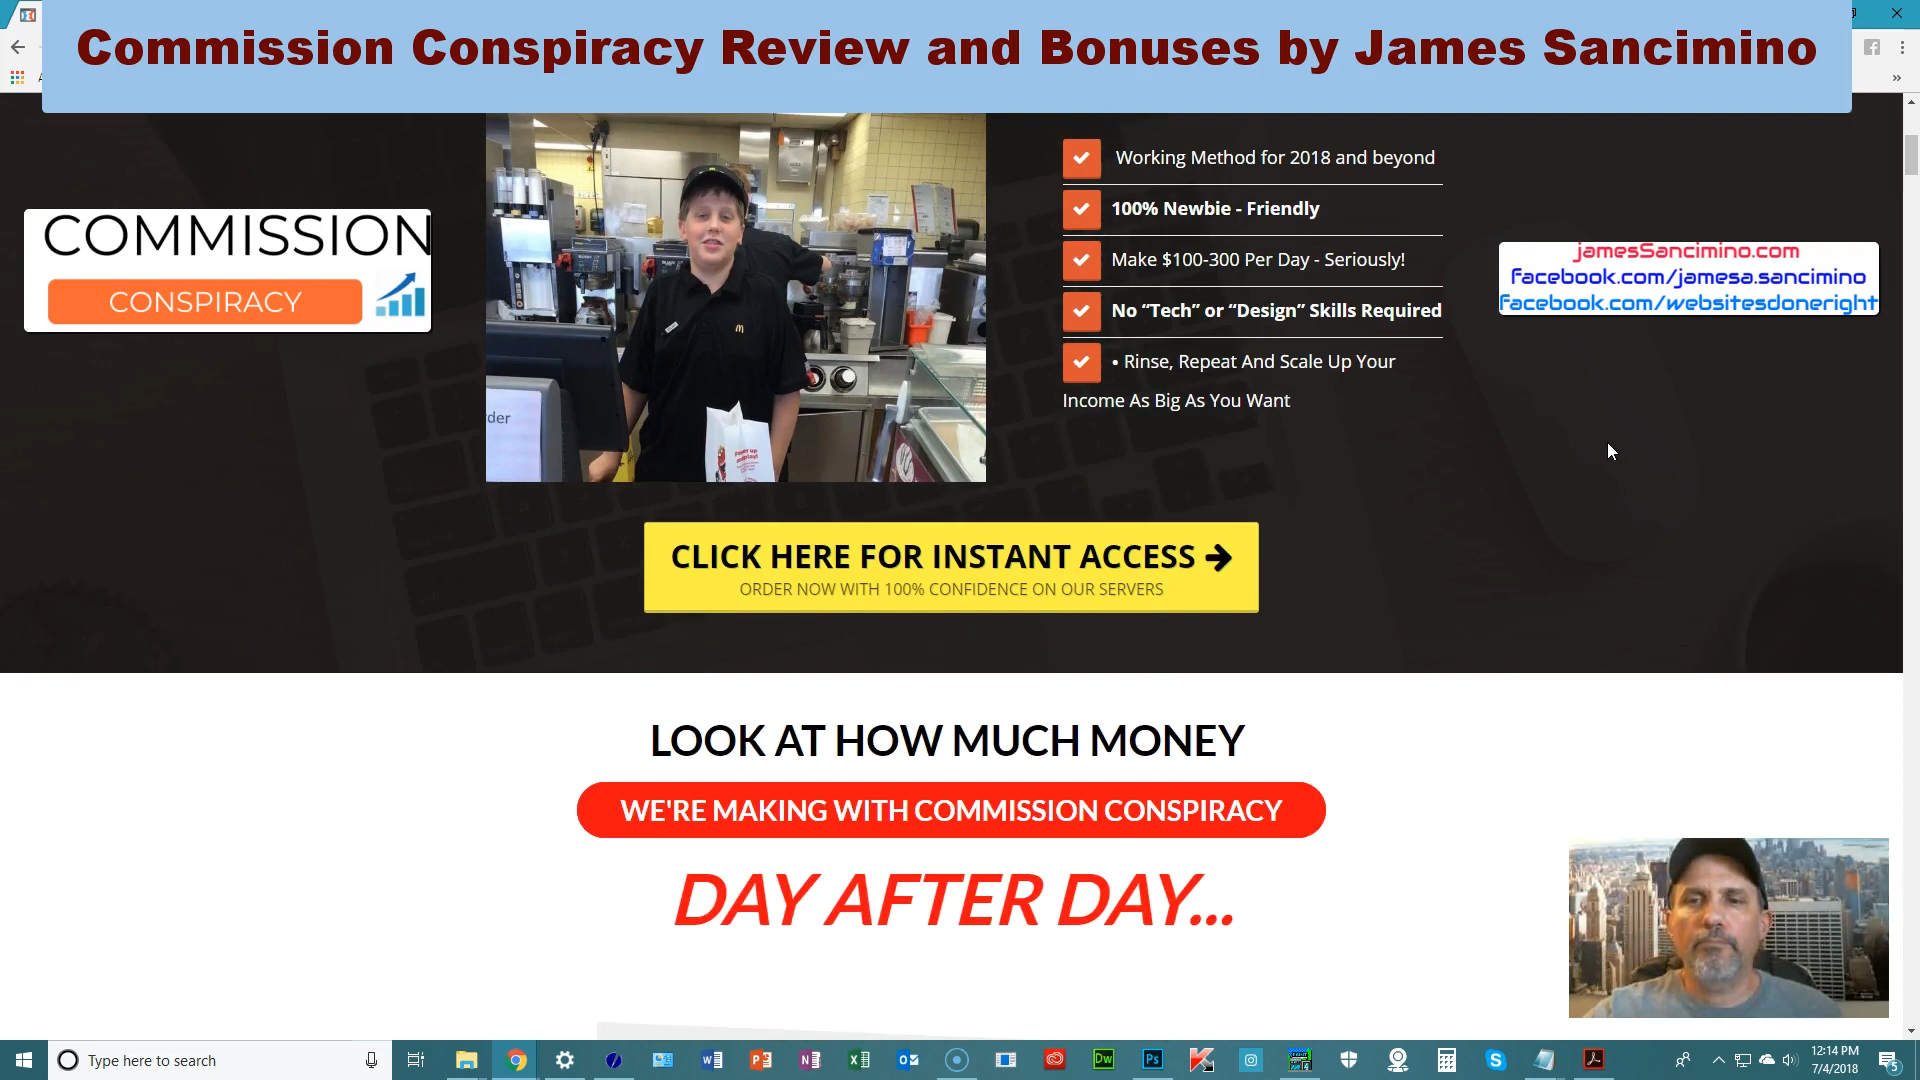 Commission Conspiracy Review and Bonuses by James Sancimino
COMMISSION
CONSPIRACY
der
Working Method for 2018 and beyond
100% Newbie - Friendly
Make $100-300 Per Day - Seriously!
No “Tech” or “Design” Skills Required
• Rinse, Repeat And Scale Up Your
Income As Big As You Want
jamesSancimino.com
facebook.com/jamesa.sancimino
facebook.com/websitesdoneright
CLICK HERE FOR INSTANT ACCESS
ORDER NOW WITH 100% CONFIDENCE ON OUR SERVERS
LOOK AT HOW MUCH MONEY
WE'RE MAKING WITH COMMISSION CONSPIRACY
DAY AFTER DAY...
Type here to search
12:14 PM
7/4/2018
5